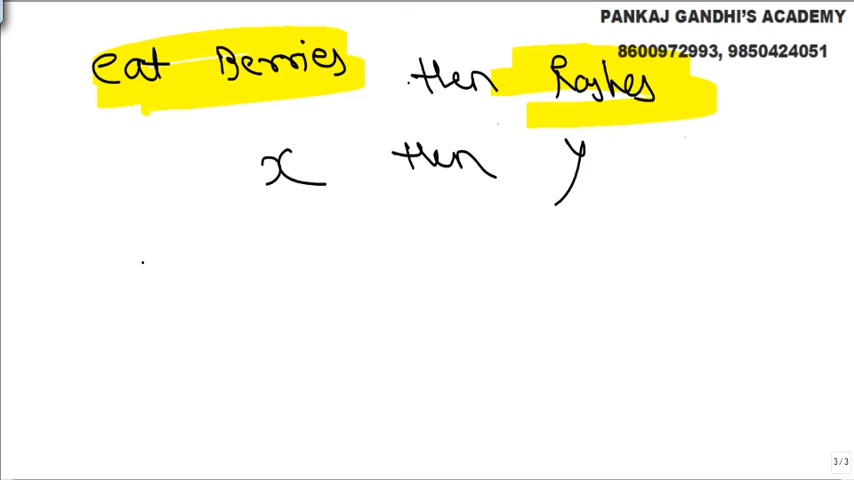 PANKAJ GANDHI'S ACADEMY
8600972993, 9850424051
eat Berries then Rashes
x then y
3/3